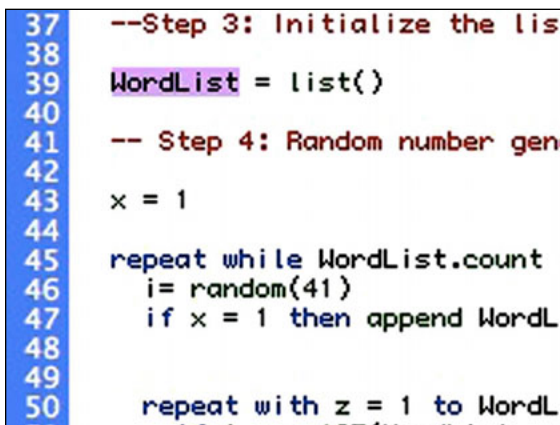 37 --Step 3: Initialize the lis
38
39 WordList = list()
40
41 -- Step 4: Random number gen
42
43 x = 1
44
45 repeat while WordList.count
46 i= random(41)
47 if x = 1 then append WordL
48
49
50 repeat with z = 1 to WordL